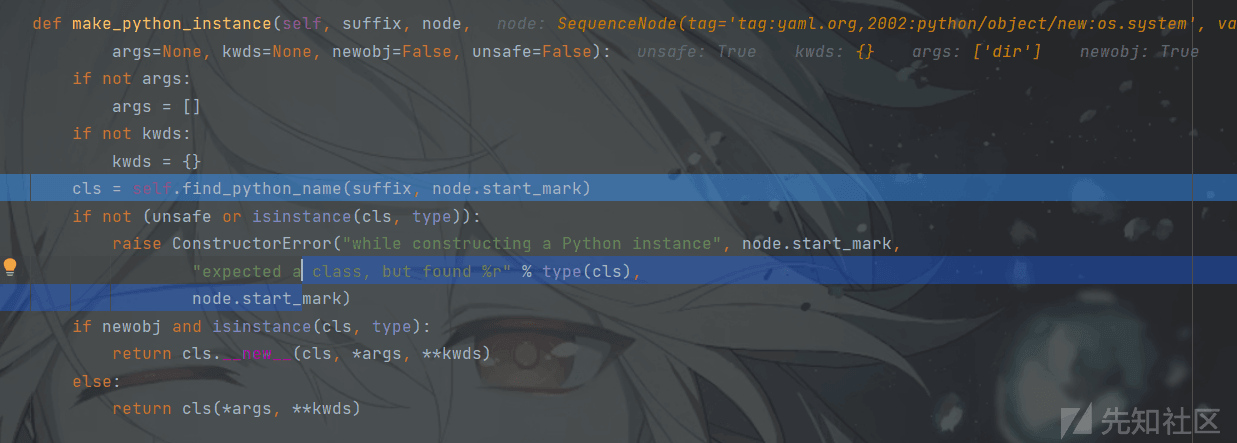 def make_python_instance(self, suffix, node, node: SequenceNode(tag='tag:yaml.org,2002:python/object/new:os.system', va
args=None, kwds=None, newobj=False, unsafe=False): unsafe: True kwds: {} args: ['dir'] newobj: True
if not args:
args = []
if not kwds:
kwds = {}
cls = self.find_python_name(suffix, node.start_mark)
if not (unsafe or isinstance(cls, type)):
raise ConstructorError("while constructing a Python instance", node.start_mark,
"expected a class, but found %r" % type(cls),
node.start_mark)
if newobj and isinstance(cls, type):
return cls.__new__(cls, *args, **kwds)
else:
return cls(*args, **kwds)
先知社区